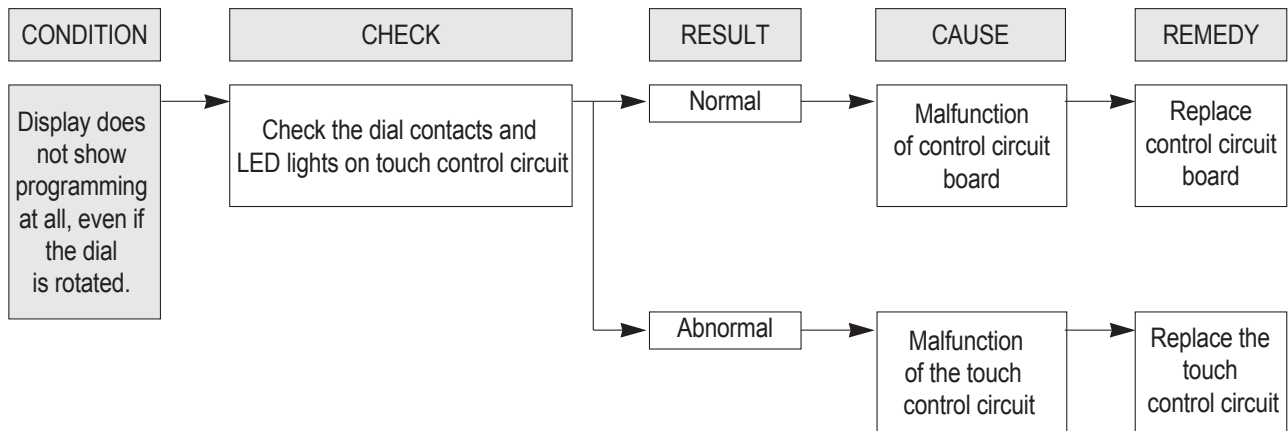 CONDITION
CHECK
RESULT
CAUSE
REMEDY
Display does
not show
programming
at all, even if
the dial
is rotated.
Check the dial contacts and
LED lights on touch control circuit
Normal
Malfunction
of control circuit
board
Replace
control circuit
board
Abnormal
Malfunction
of the touch
control circuit
Replace the
touch
control circuit